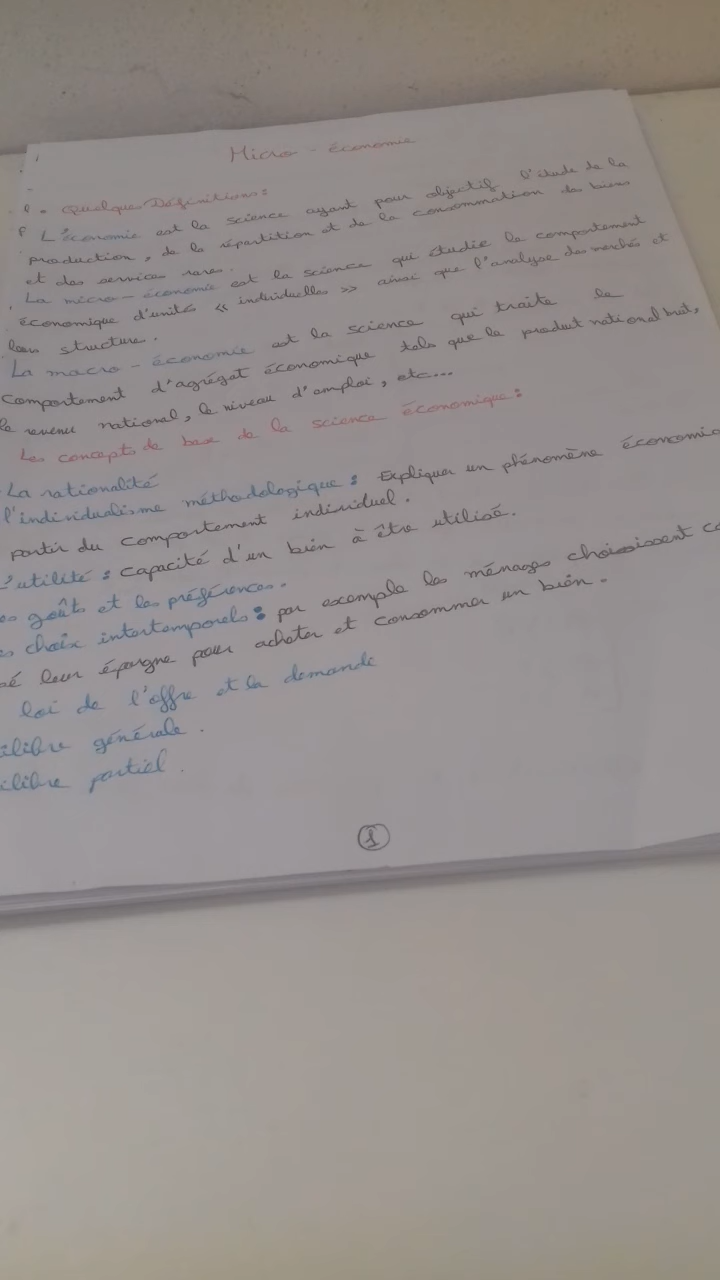 Micro - économie
Quelque Définitions :
L'économie est la science ayant pour objectif l'étude de la
production, de la répartition et de la consommation des biens
et des services rares.
La micro - économie est la science qui étudie le comportement
économique d'unités « individuelles » ainsi que l'analyse des marchés et
leur structure.
La macro - économie est la science qui traite le
Comportement d'agrégat économique tels que le produit national brut,
le revenu national, le niveau d'emploi, etc...
Les concepts de base de la science économique :
La rationalité
l'individualisme méthodologique : Expliquer un phénomène économi
partir du comportement individuel.
L'utilité : Capacité d'un bien à être utilisé.
es goûts et les préférences.
s choix intertemporels : par exemple les ménages choisissent
leur épargne pour acheter et consommer un bien.
loi de l'offre et la demande
ilibre générale.
ilibre partiel.
1